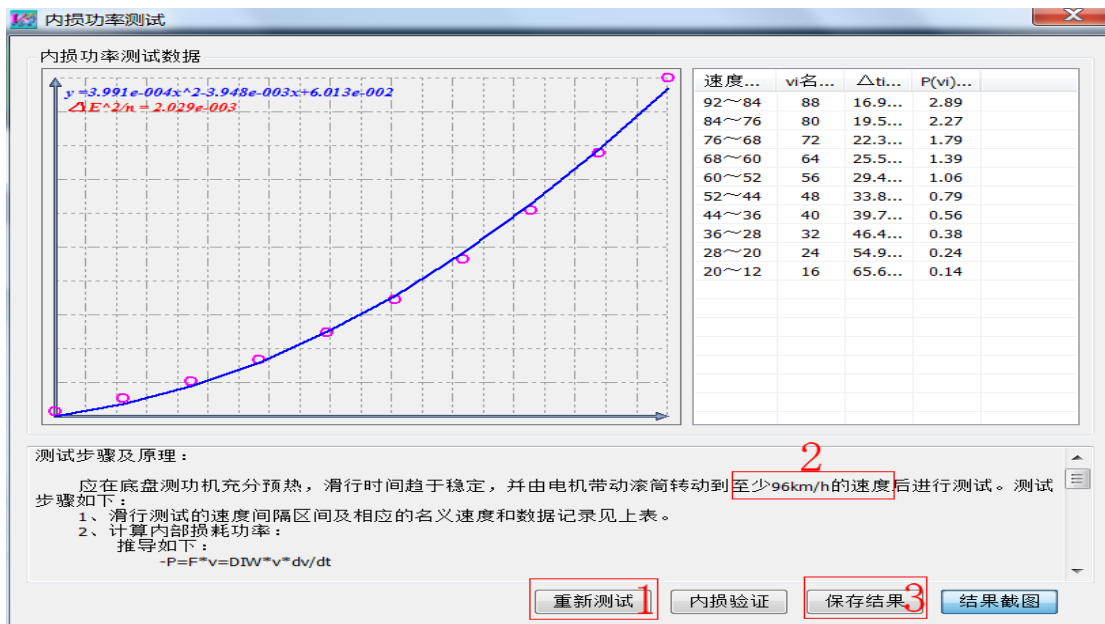 内损功率测试
内损功率测试数据
y =3.991e-004x^2-3.948e-003x+6.013e-002
△E^2/n = 2.029e-003
速度... vi名... △ti... P(vi)...
92～84 88 16.9... 2.89
84～76 80 19.5... 2.27
76～68 72 22.3... 1.79
68～60 64 25.5... 1.39
60～52 56 29.4... 1.06
52～44 48 33.8... 0.79
44～36 40 39.7... 0.56
36～28 32 46.4... 0.38
28～20 24 54.9... 0.24
20～12 16 65.6... 0.14
测试步骤及原理：
2
应在底盘测功机充分预热，滑行时间趋于稳定，并由电机带动滚筒转动到至少96km/h的速度后进行测试。测试
步骤如下：
1、滑行测试的速度间隔区间及相应的名义速度和数据记录见上表。
2、计算内部损耗功率：
推导如下：
-P=F*v=DIW*v*dv/dt
重新测试 1 内损验证 保存结果 3 结果截图